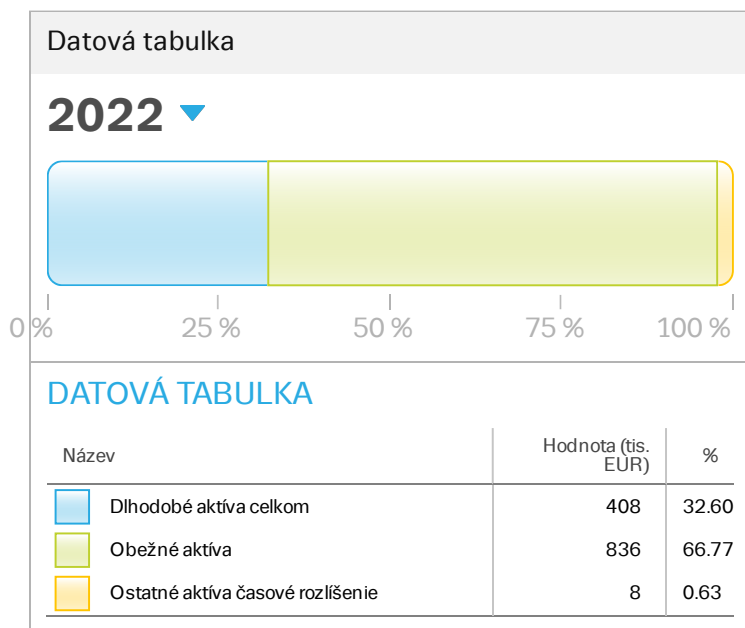 Datová tabulka
2022
0 % 25 % 50 % 75 % 100 %
DATOVÁ TABULKA
Název Hodnota (tis. EUR) %
Dlhodobé aktíva celkom 408 32.60
Obežné aktíva 836 66.77
Ostatné aktíva časové rozlíšenie 8 0.63